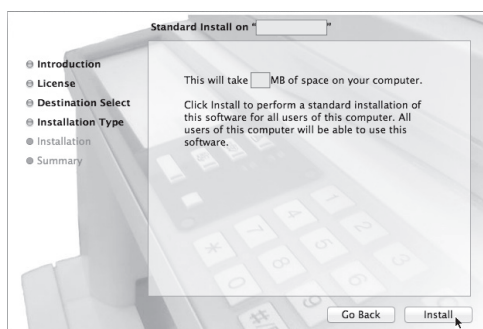 Standard Install on " "
Introduction
License
Destination Select
Installation Type
Installation
Summary
This will take MB of space on your computer.
Click Install to perform a standard installation of
this software for all users of this computer. All
users of this computer will be able to use this
software.
Go Back
Install